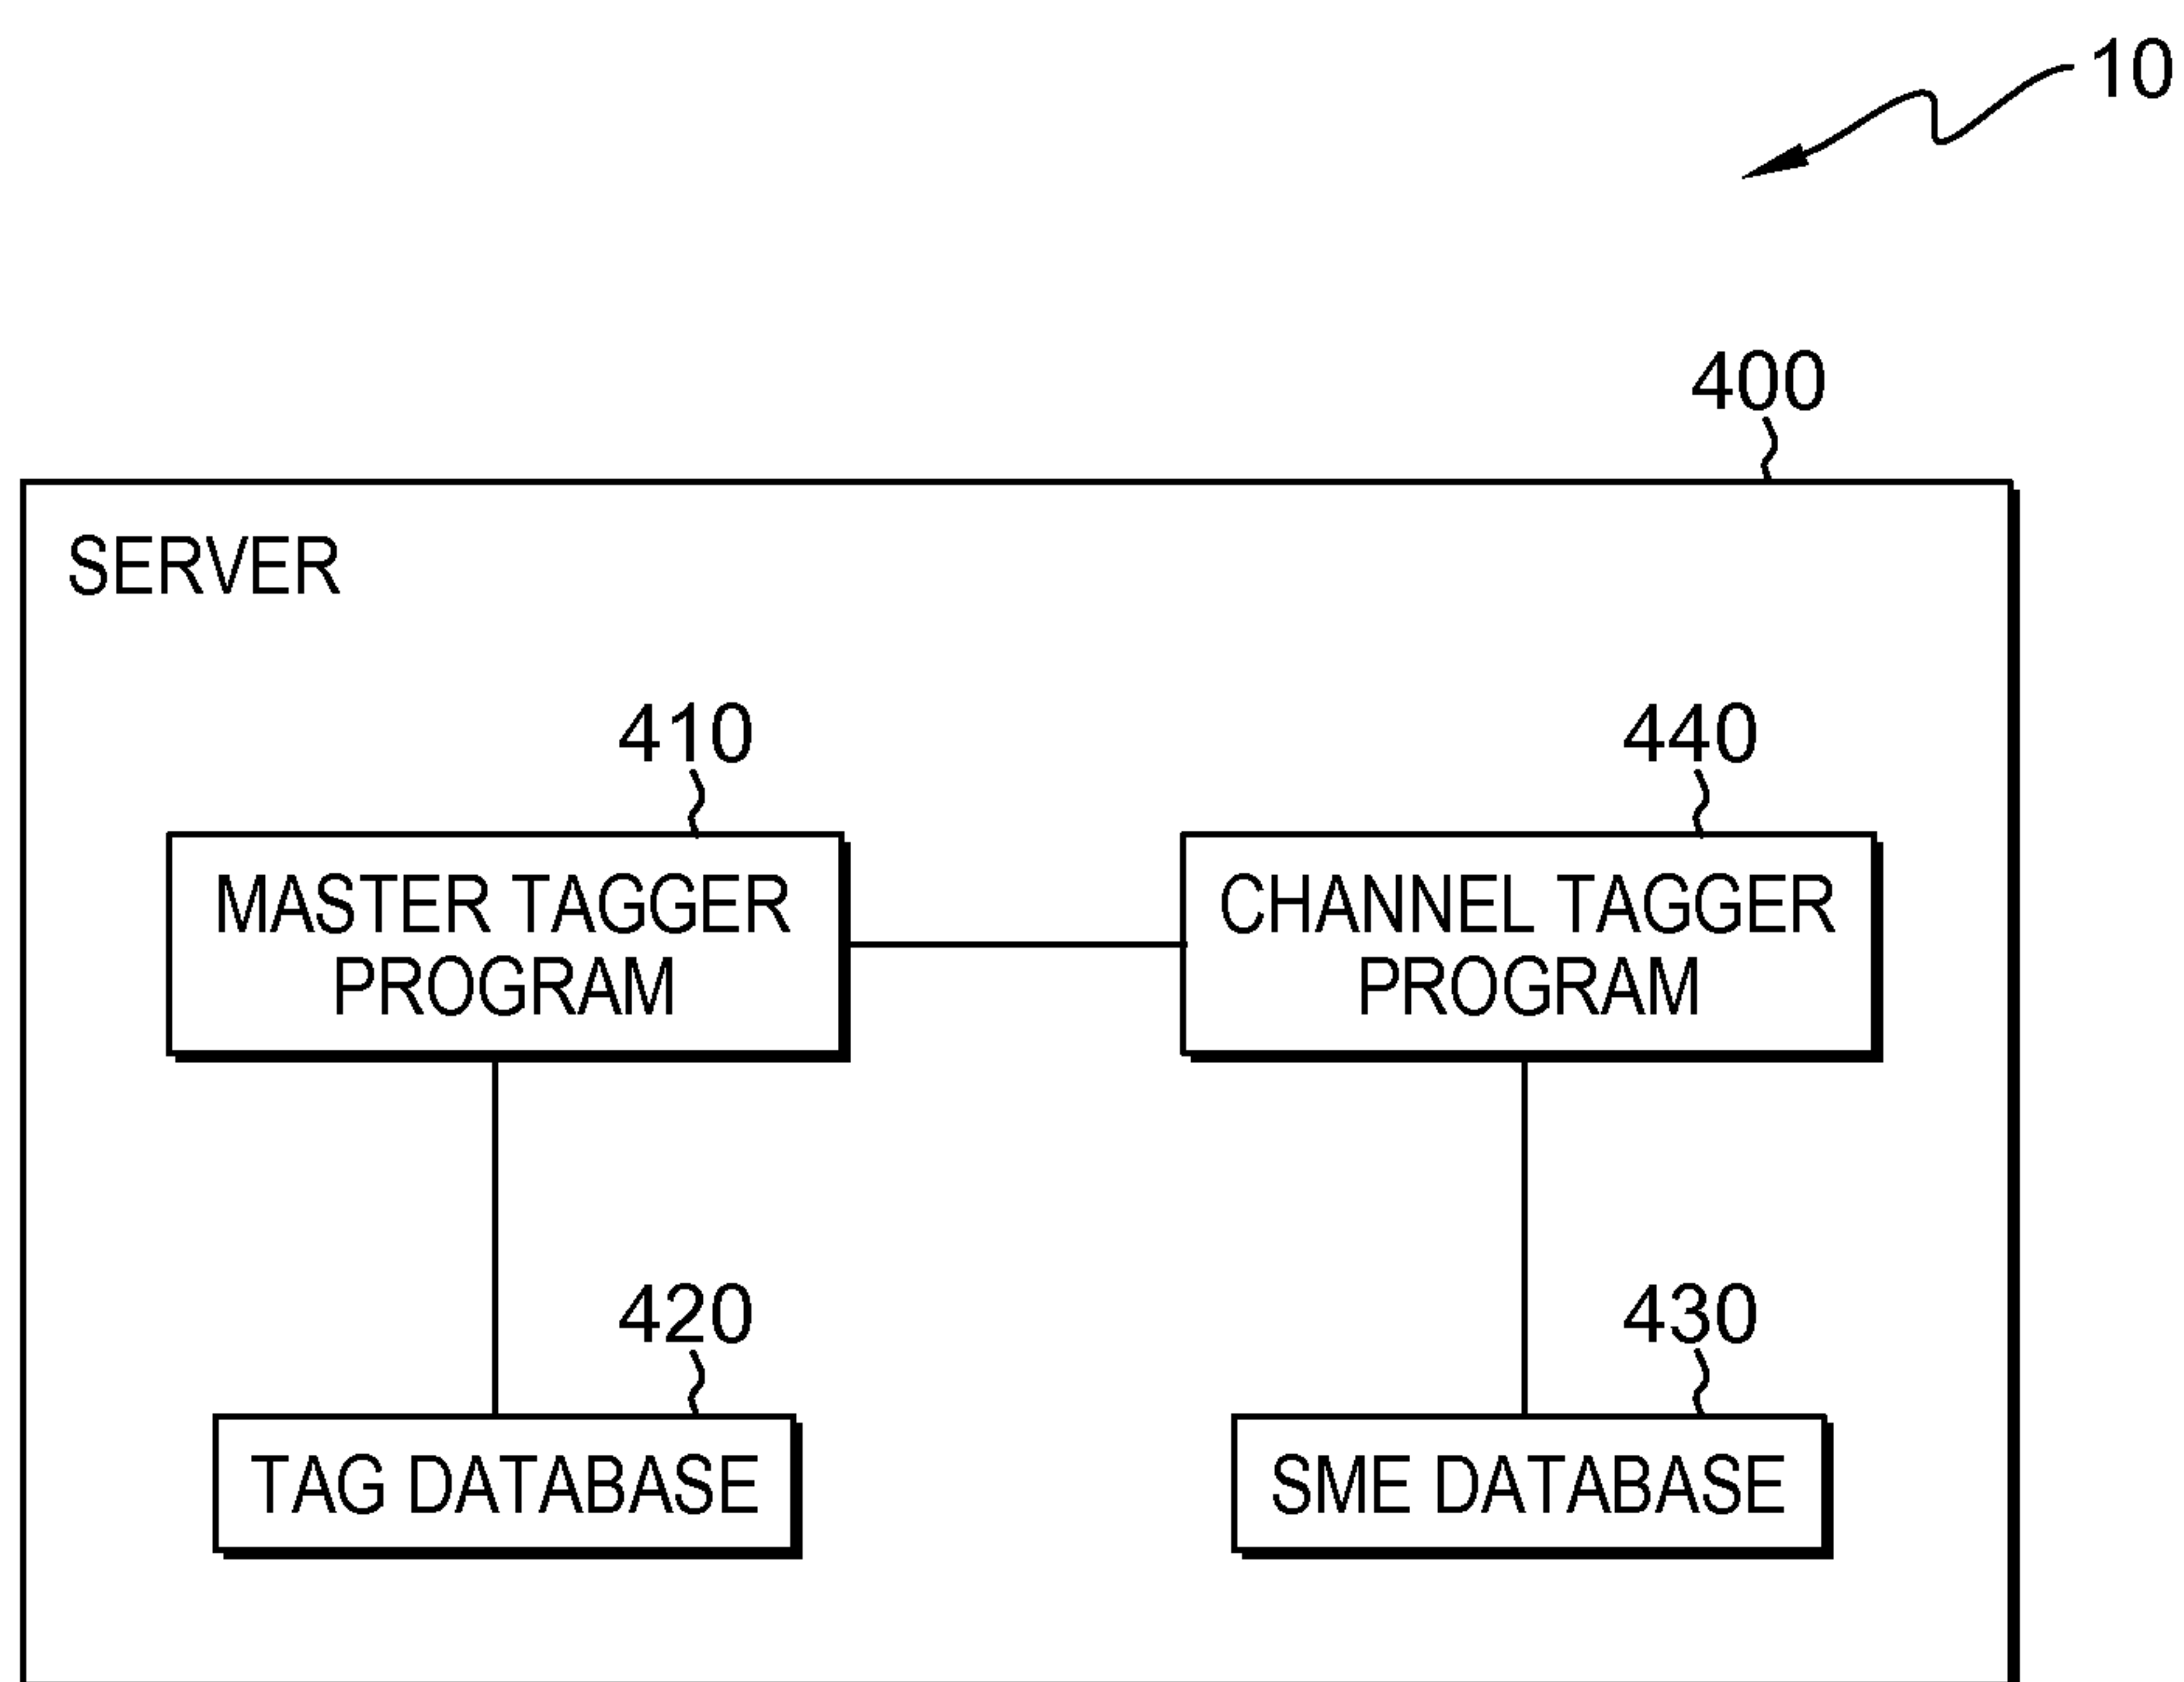 10
400
SERVER
410
440
MASTER TAGGER
PROGRAM
CHANNEL TAGGER
PROGRAM
420
430
TAG DATABASE
SME DATABASE